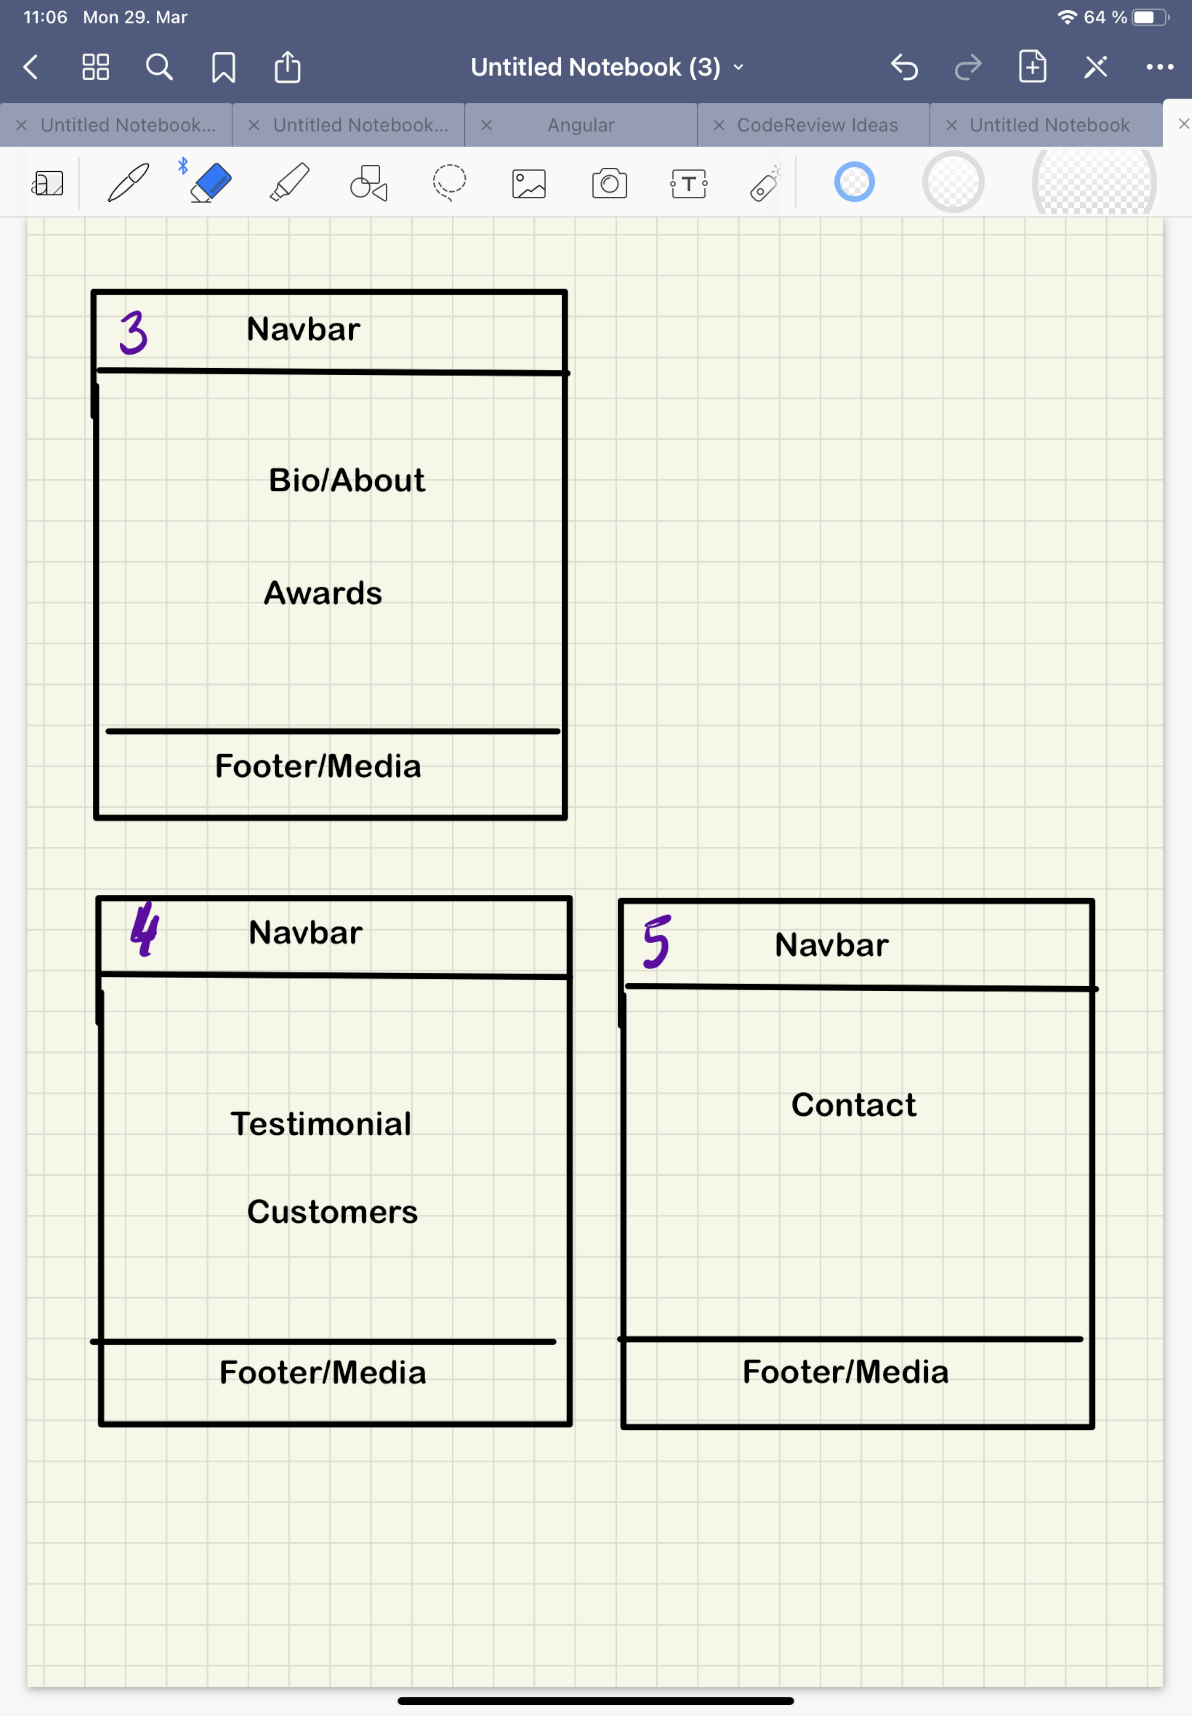 11:06 Mon 29. Mar
64 %
Untitled Notebook (3)
Untitled Notebook...
Untitled Notebook...
Angular
CodeReview Ideas
Untitled Notebook
T
3 Navbar
Bio/About
Awards
Footer/Media
4 Navbar
Testimonial
Customers
Footer/Media
5 Navbar
Contact
Footer/Media